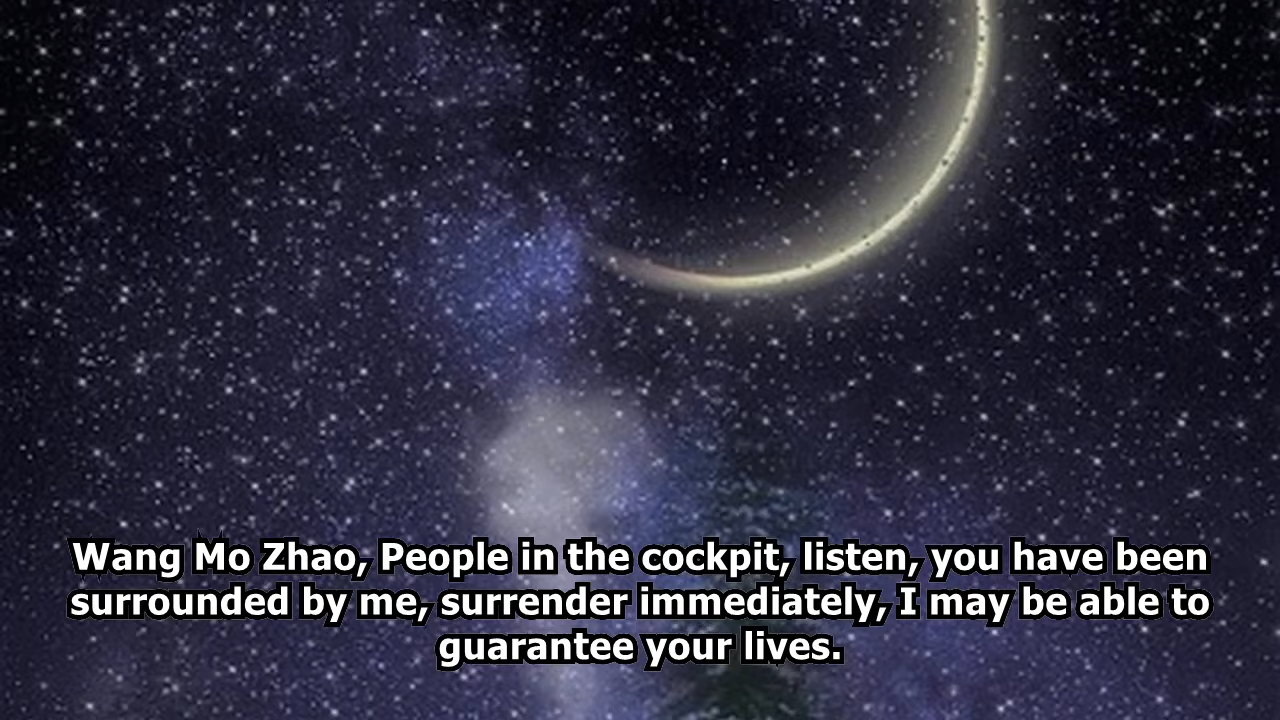 Wang Mo Zhao, People in the cockpit, listen, you have been
surrounded by me, surrender immediately, I may be able to
guarantee your lives.